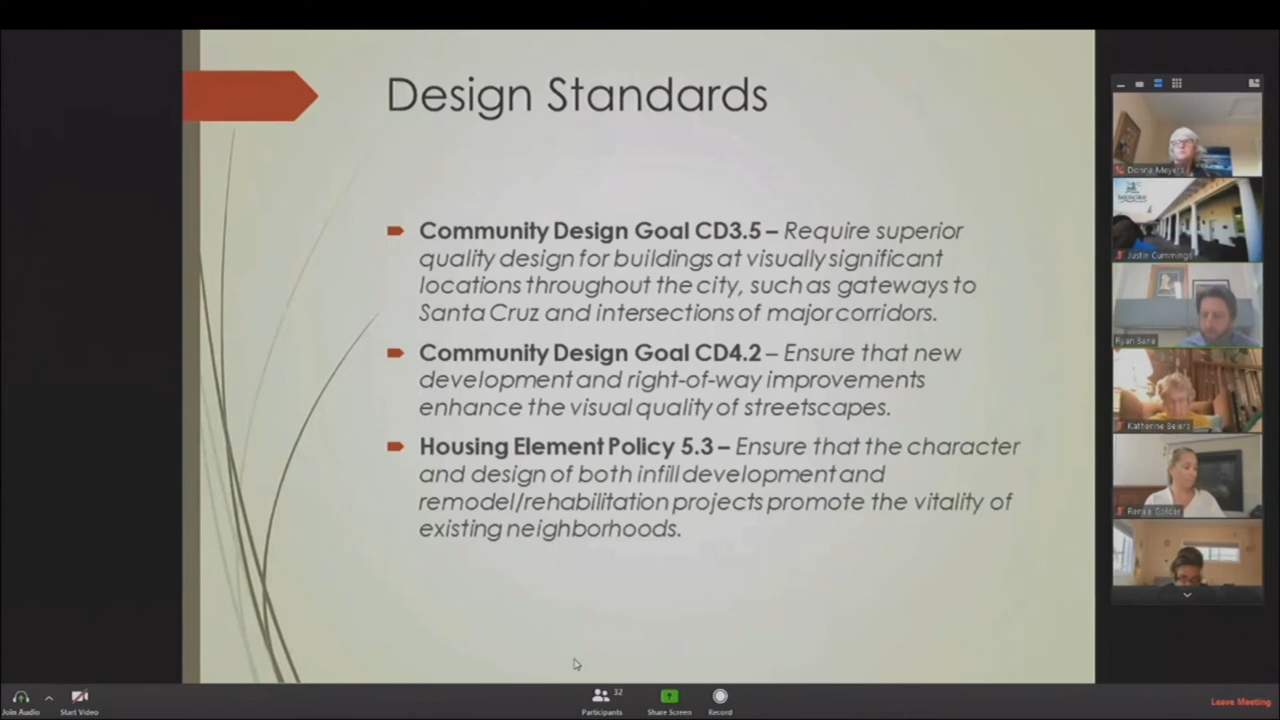 Design Standards
Community Design Goal CD3.5 – Require superior
quality design for buildings at visually significant
locations throughout the city, such as gateways to
Santa Cruz and intersections of major corridors.
Community Design Goal CD4.2 – Ensure that new
development and right-of-way improvements
enhance the visual quality of streetscapes.
Housing Element Policy 5.3 – Ensure that the character
and design of both infill development and
remodel/rehabilitation projects promote the vitality of
existing neighborhoods.
Donna Meyers
Justin Cummings
Ryan Bane
Katherine Beiers
Renée Golder
Join Audio
Start Video
32
Participants
Share Screen
Record
Leave Meeting